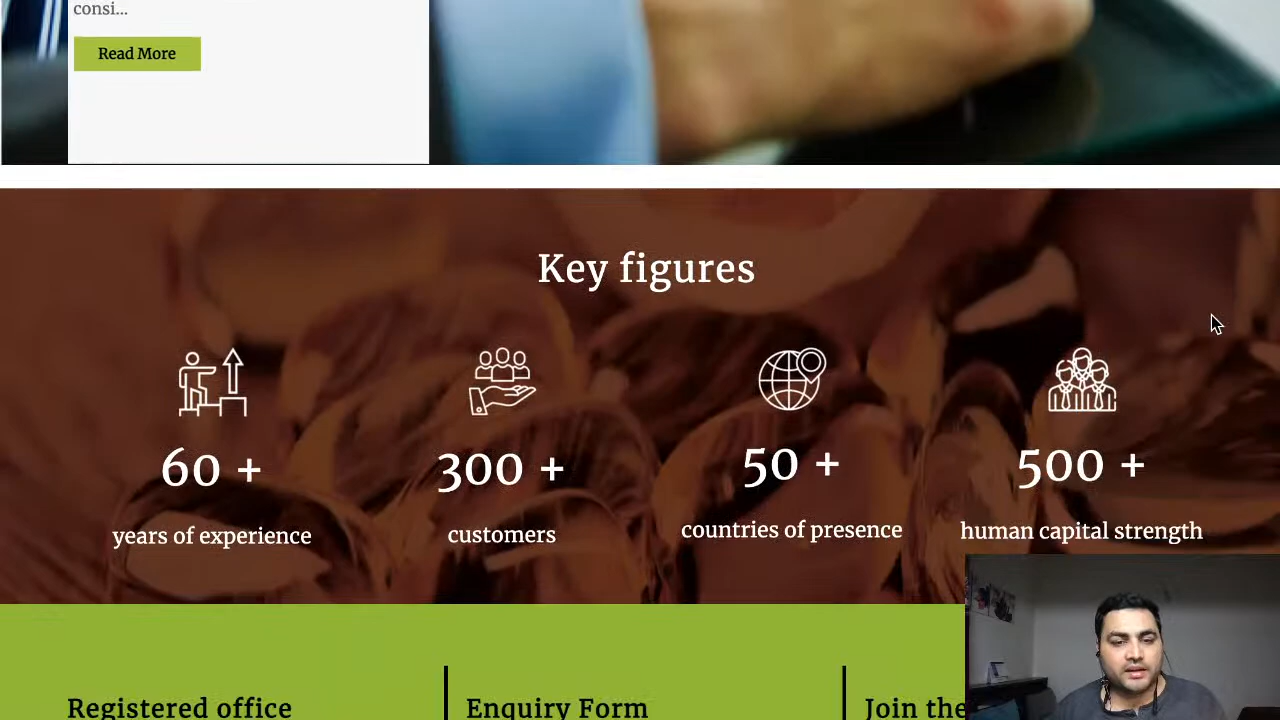 consi...
Read More
Key figures
60 +
300 +
50 +
500 +
years of experience
customers
countries of presence
human capital strength
Registered office
Enquiry Form
Join the